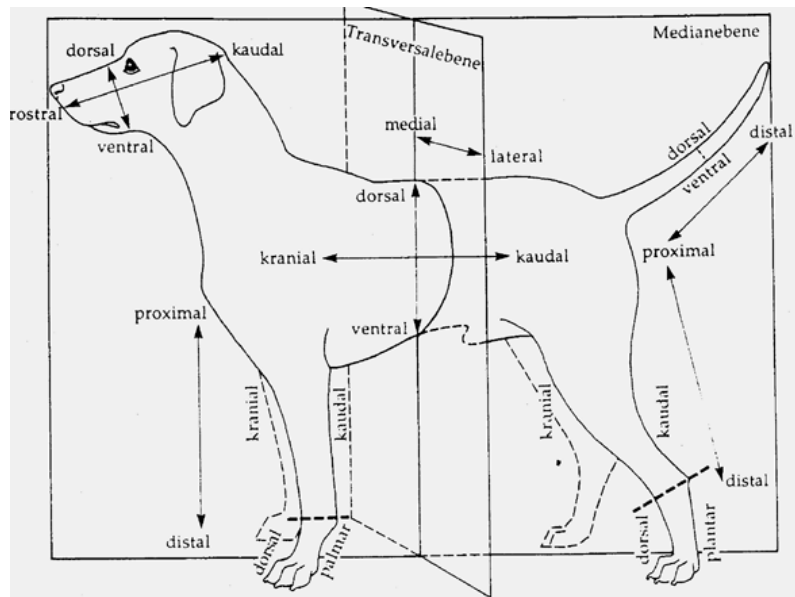 Transversalebene
Medianebene
dorsal
kaudal
rostral
ventral
medial
lateral
dorsal
distal
ventral
dorsal
kranial
kaudal
proximal
proximal
ventral
kranial
kaudal
kranial
kaudal
distal
distal
dorsal
palmar
dorsal
plantar